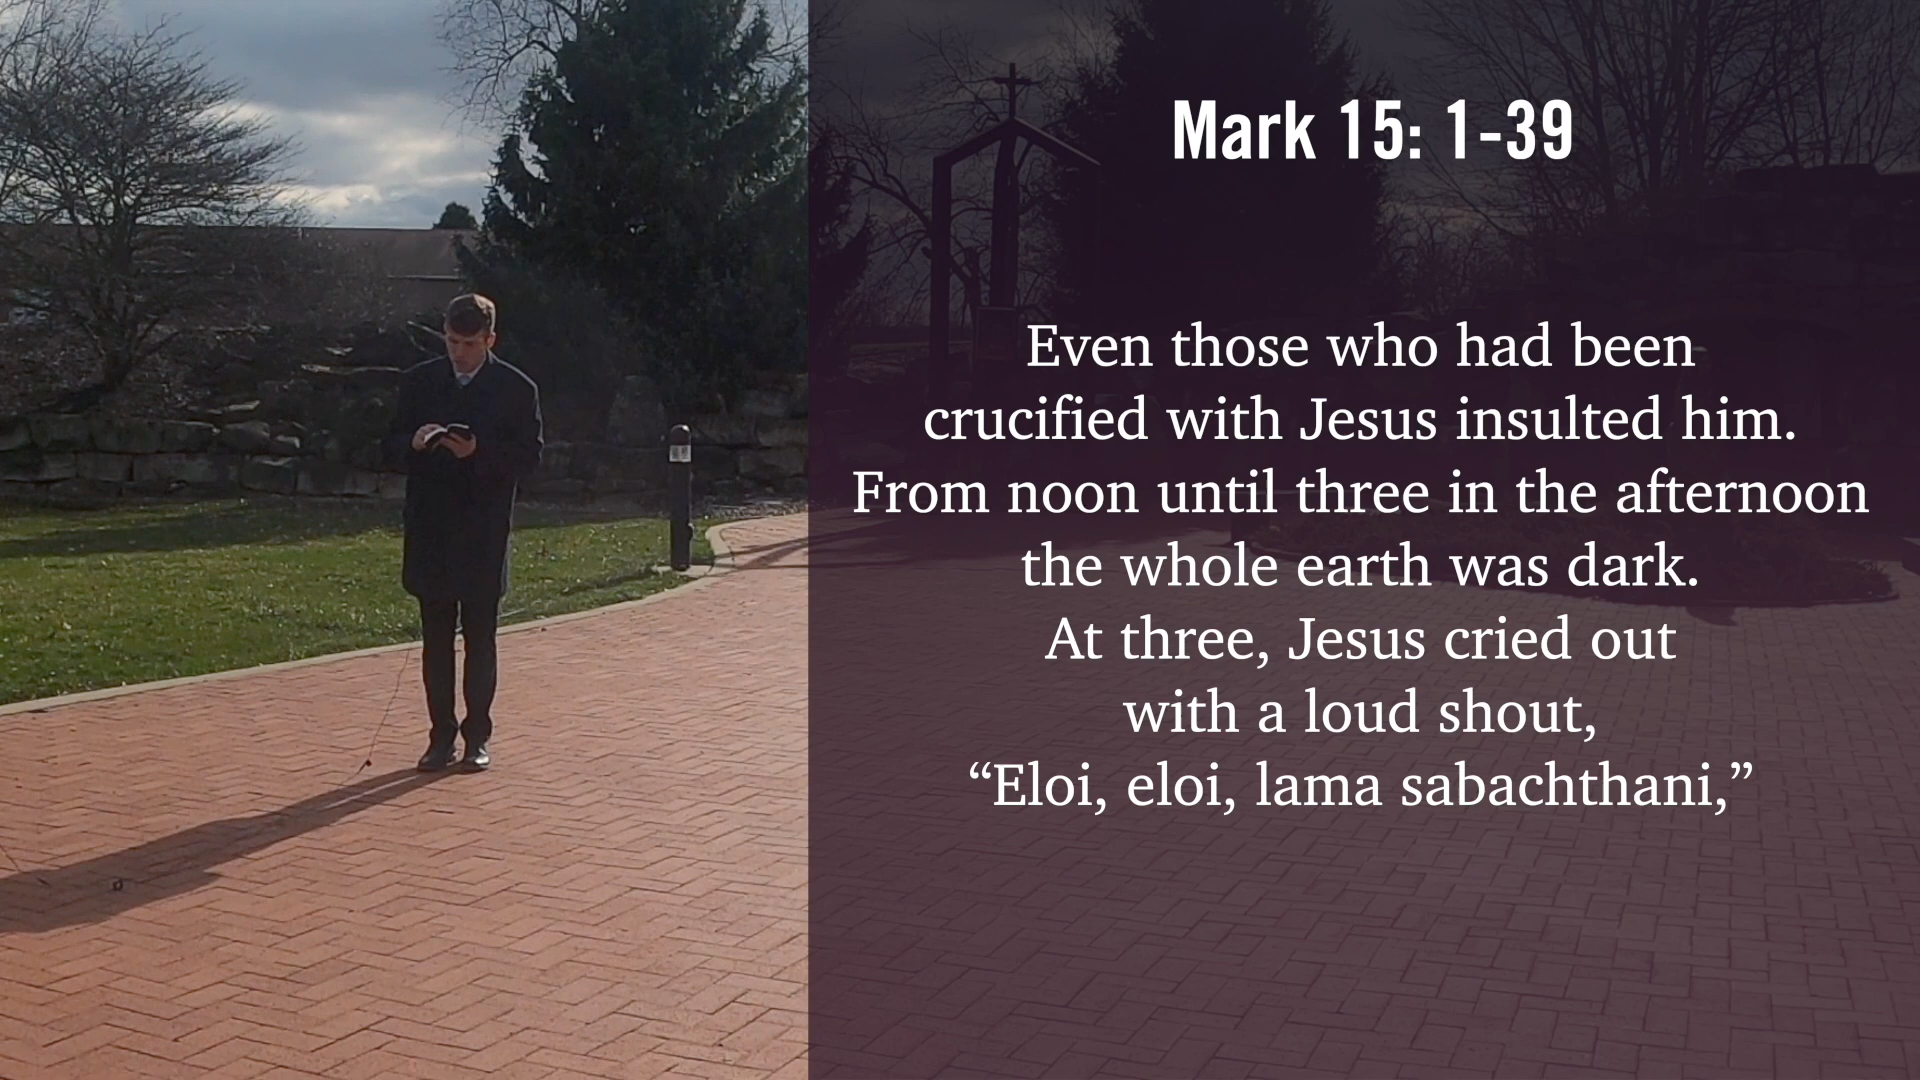 Mark 15: 1-39
Even those who had been
crucified with Jesus insulted him.
From noon until three in the afternoon
the whole earth was dark.
At three, Jesus cried out
with a loud shout,
“Eloi, eloi, lama sabachthani,”